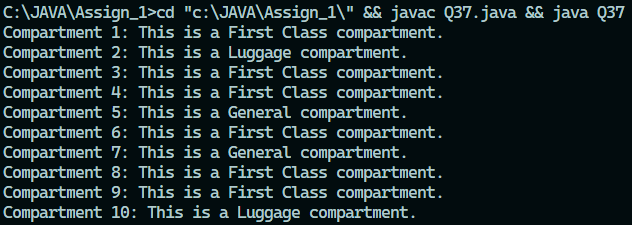 C:\JAVA\Assign_1>cd "c:\JAVA\Assign_1\" && javac Q37.java && java Q37
Compartment 1: This is a First Class compartment.
Compartment 2: This is a Luggage compartment.
Compartment 3: This is a First Class compartment.
Compartment 4: This is a First Class compartment.
Compartment 5: This is a General compartment.
Compartment 6: This is a First Class compartment.
Compartment 7: This is a General compartment.
Compartment 8: This is a First Class compartment.
Compartment 9: This is a First Class compartment.
Compartment 10: This is a Luggage compartment.